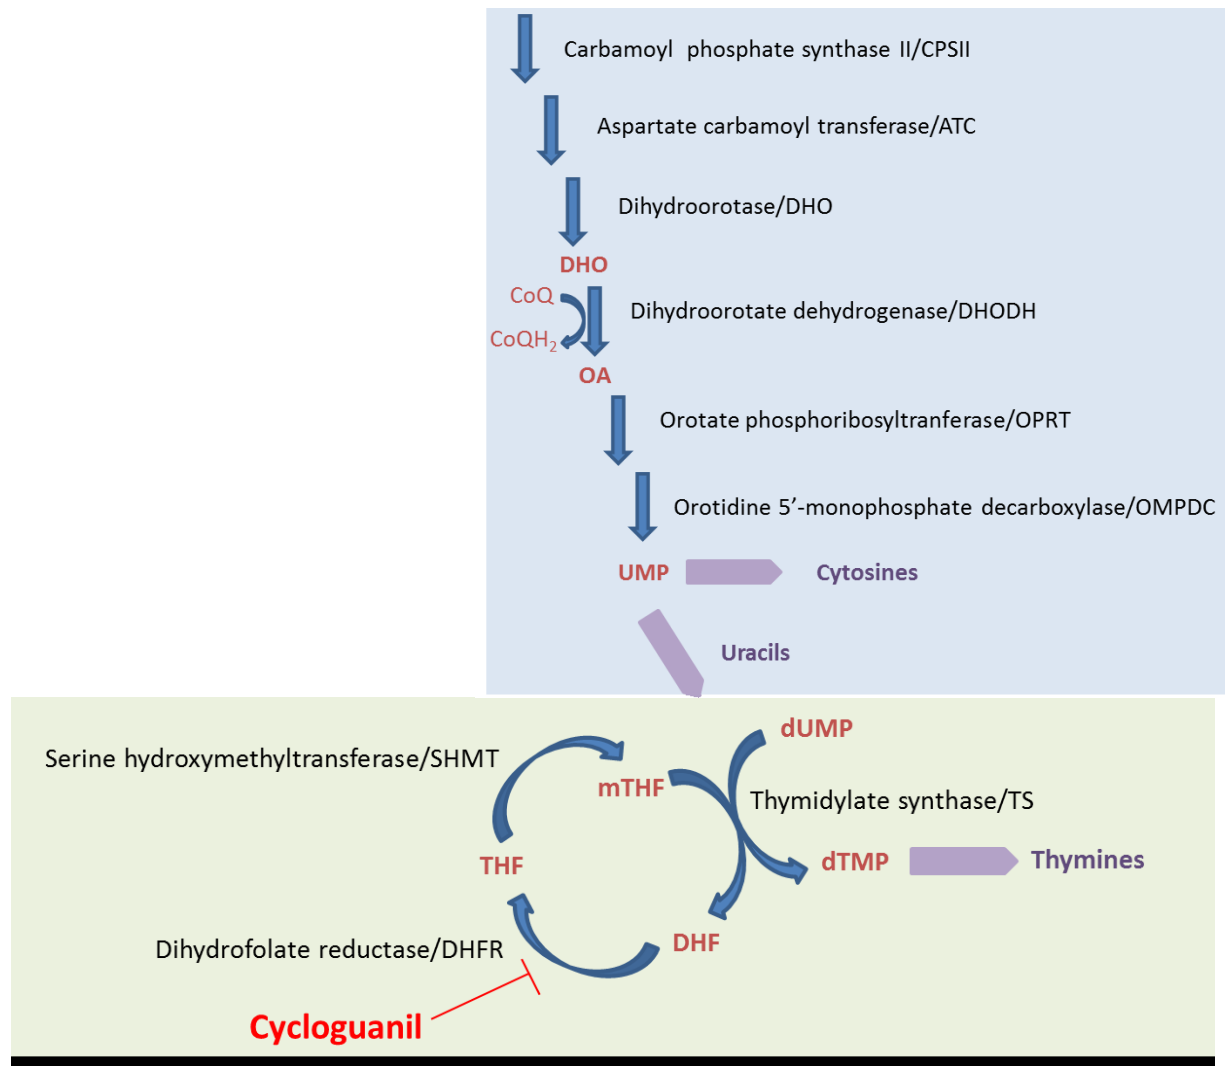 Carbamoyl phosphate synthase II/CPSII
Aspartate carbamoyl transferase/ATC
Dihydroorotase/DHO
DHO
CoQ
Dihydroorotate dehydrogenase/DHODH
CoQH₂
OA
Orotate phosphoribosyltranferase/OPRT
Orotidine 5’-monophosphate decarboxylase/OMPDC
UMP
Cytosines
Uracils
dUMP
Serine hydroxymethyltransferase/SHMT
mTHF
Thymidylate synthase/TS
THF
dTMP
Thymines
DHF
Dihydrofolate reductase/DHFR
Cycloguanil